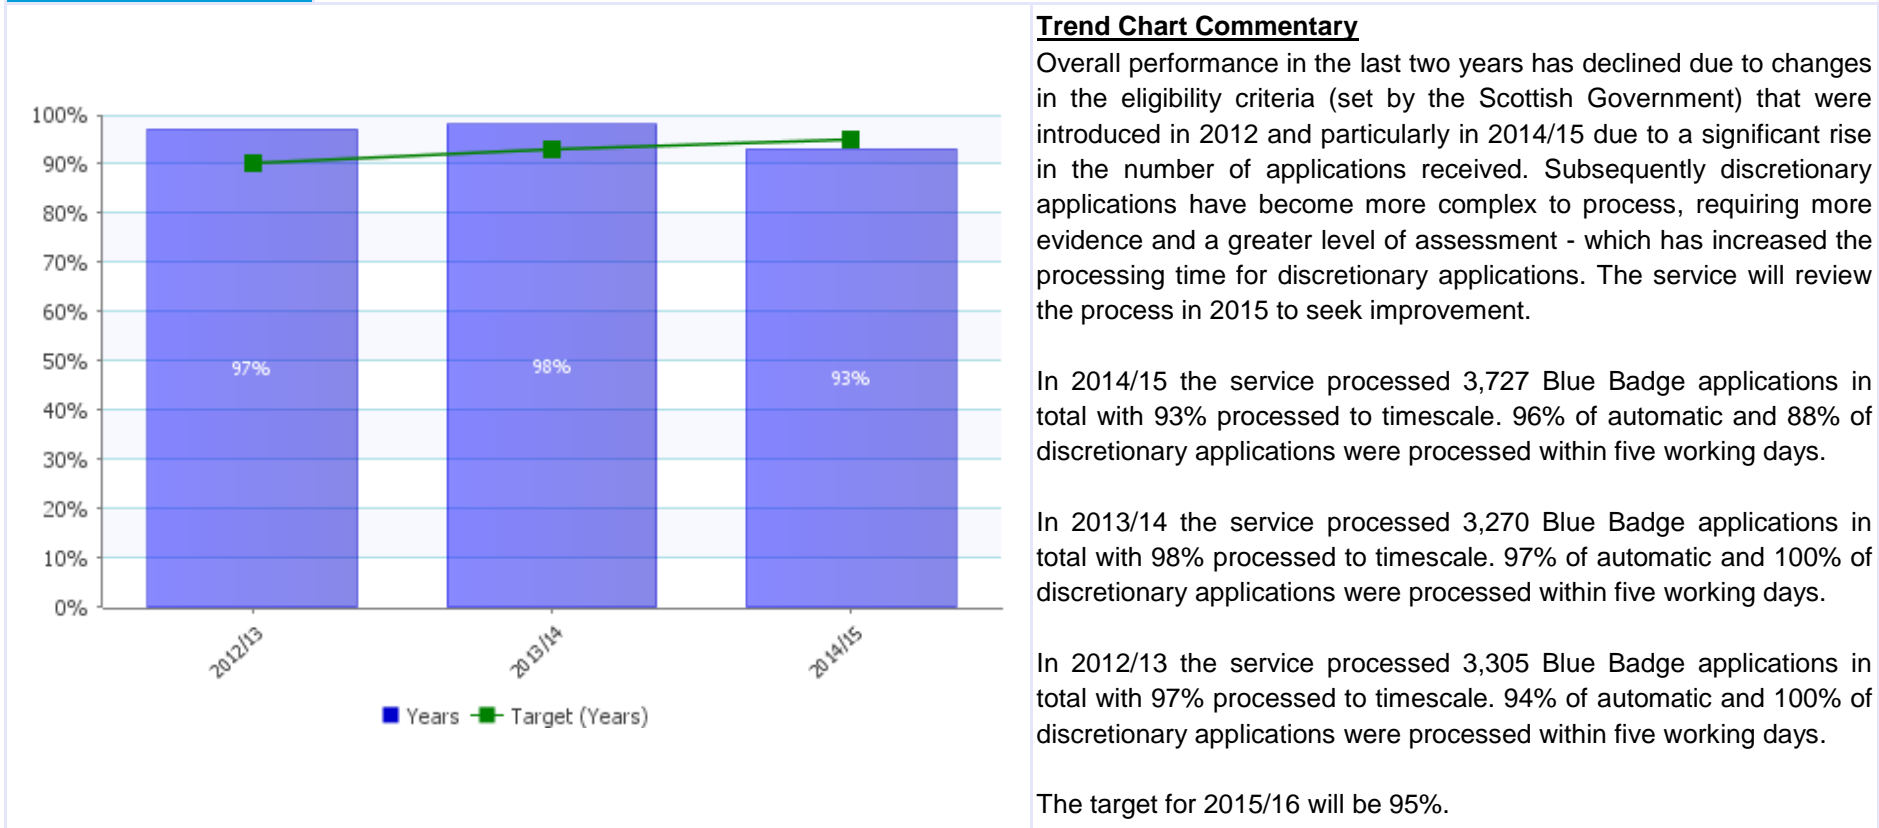 100%
90%
80%
70%
60%
50%
40%
30%
20%
10%
0%
97%
98%
93%
2012/13
2013/14
2014/15
Years
Target (Years)
Trend Chart Commentary
Overall performance in the last two years has declined due to changes
in the eligibility criteria (set by the Scottish Government) that were
introduced in 2012 and particularly in 2014/15 due to a significant rise
in the number of applications received. Subsequently discretionary
applications have become more complex to process, requiring more
evidence and a greater level of assessment - which has increased the
processing time for discretionary applications. The service will review
the process in 2015 to seek improvement.
In 2014/15 the service processed 3,727 Blue Badge applications in
total with 93% processed to timescale. 96% of automatic and 88% of
discretionary applications were processed within five working days.
In 2013/14 the service processed 3,270 Blue Badge applications in
total with 98% processed to timescale. 97% of automatic and 100% of
discretionary applications were processed within five working days.
In 2012/13 the service processed 3,305 Blue Badge applications in
total with 97% processed to timescale. 94% of automatic and 100% of
discretionary applications were processed within five working days.
The target for 2015/16 will be 95%.